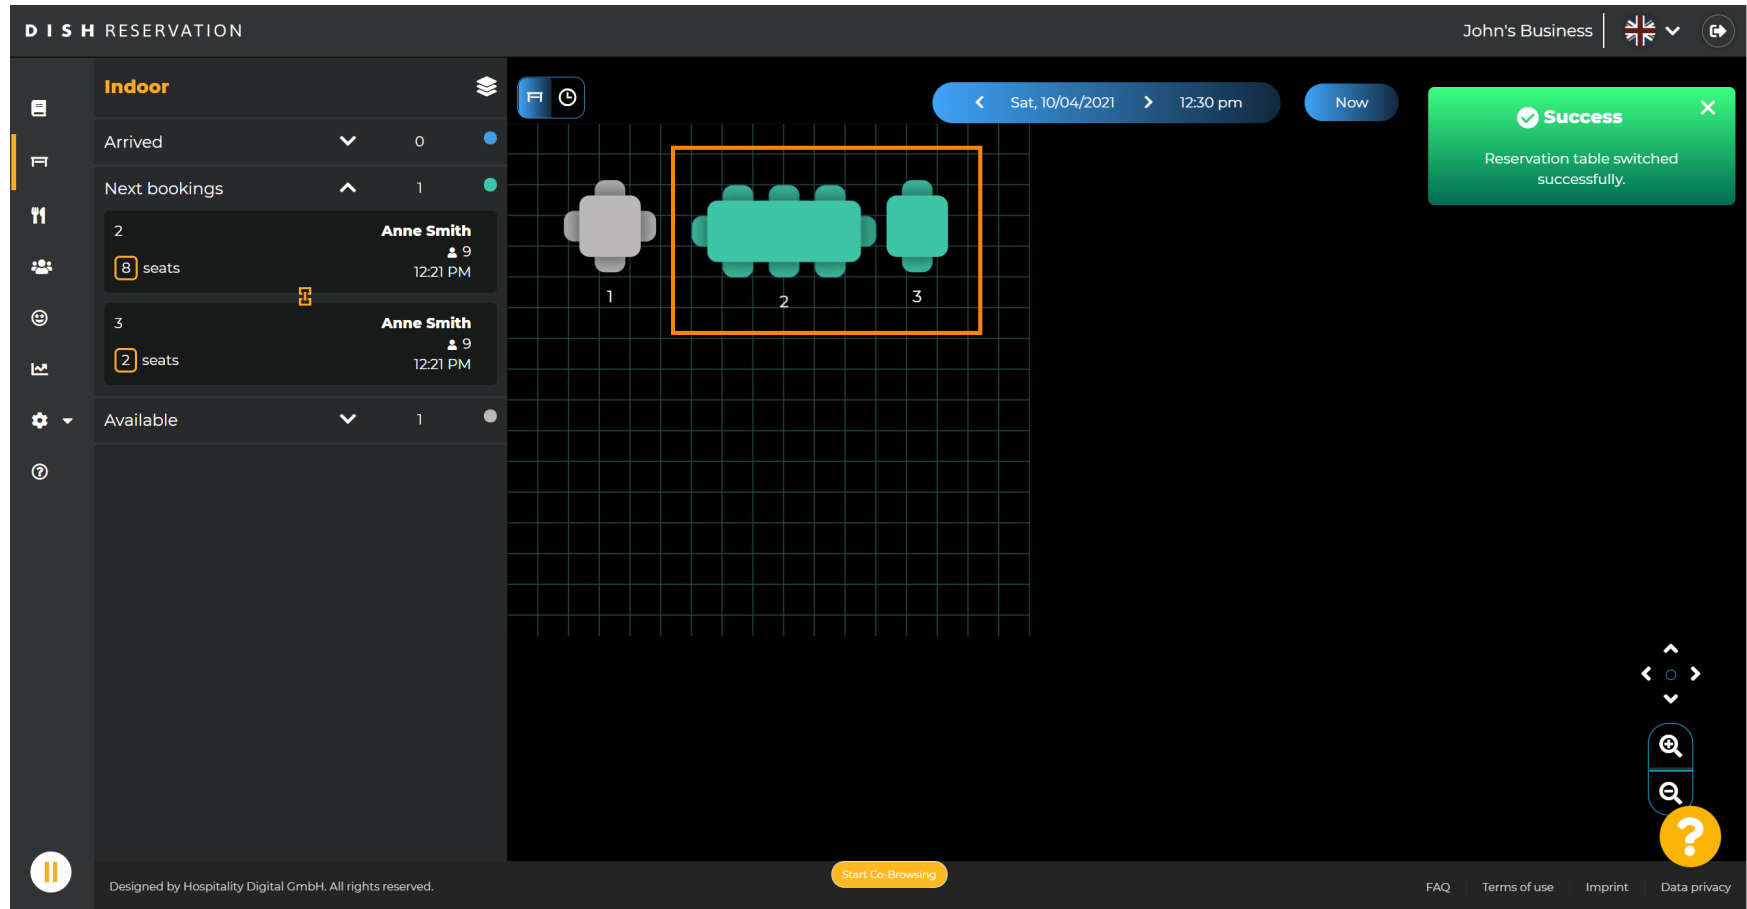 DISH RESERVATION
John's Business
Indoor
Arrived 0
Next bookings 1
2 Anne Smith
9
8 seats
12:21 PM
3 Anne Smith
9
2 seats
12:21 PM
Available 1
Sat, 10/04/2021 12:30 pm
Now
Success
Reservation table switched
successfully.
1
2
3
?
Start Co-Browsing
Designed by Hospitality Digital GmbH. All rights reserved.
FAQ
Terms of use
Imprint
Data privacy